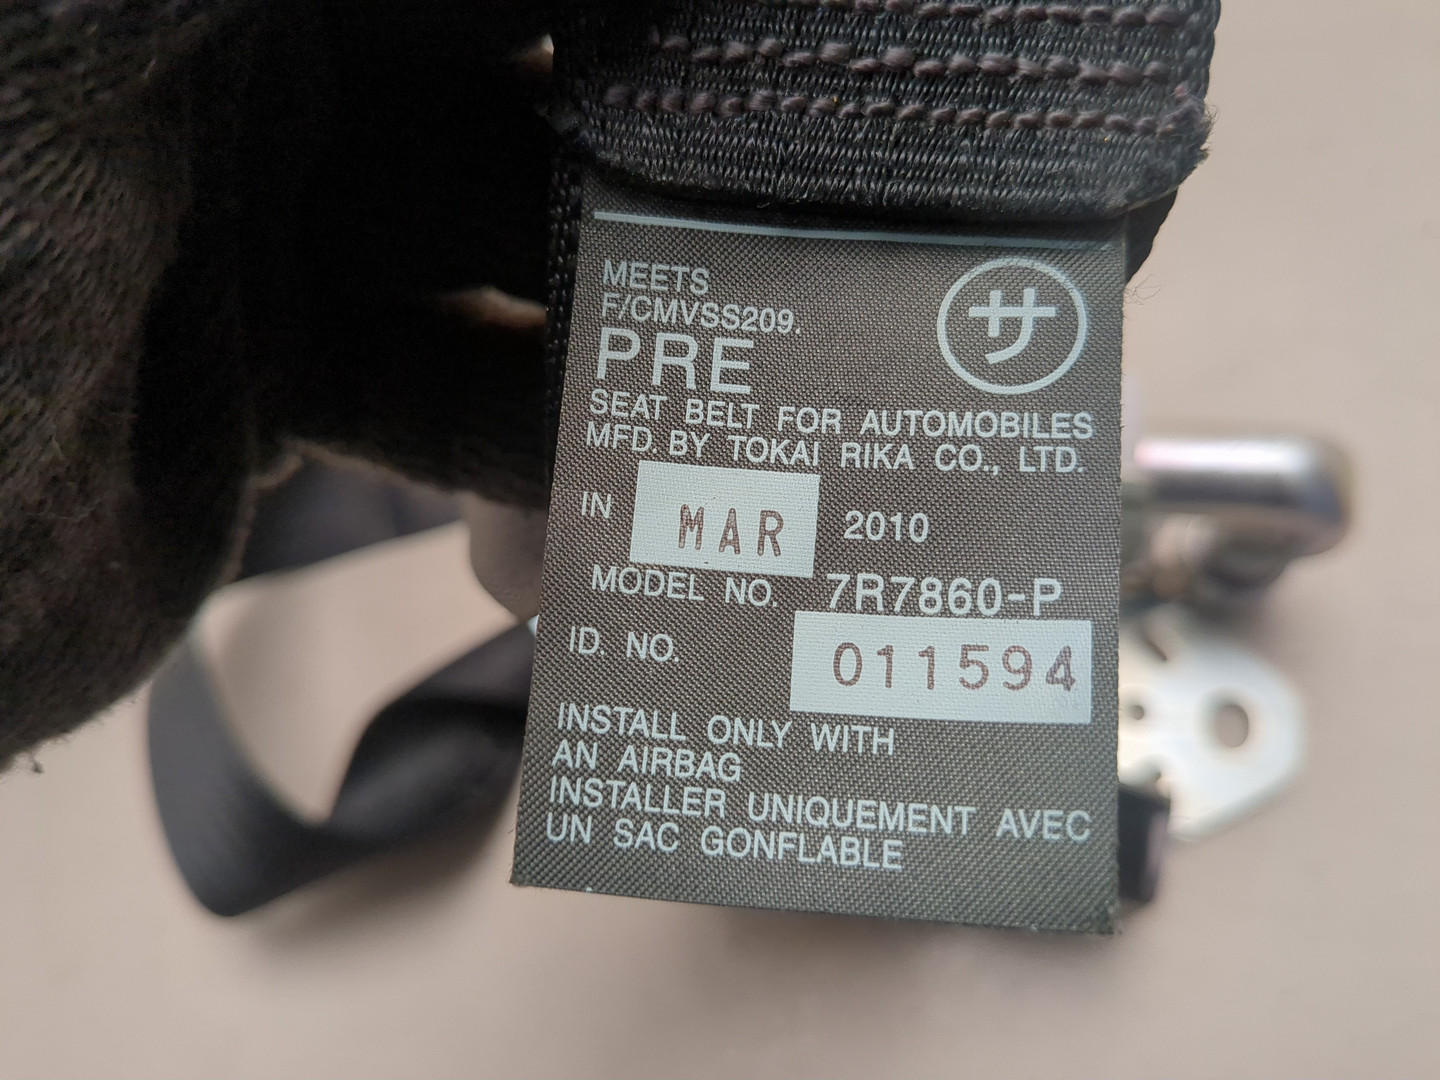 MEETS
F/CMVSS209.
サ
PRE
SEAT BELT FOR AUTOMOBILES
MFD. BY TOKAI RIKA CO., LTD.
IN MAR 2010
MODEL NO. 7R7860-P
ID. NO. 011594
INSTALL ONLY WITH
AN AIRBAG
INSTALLER UNIQUEMENT AVEC
UN SAC GONFLABLE